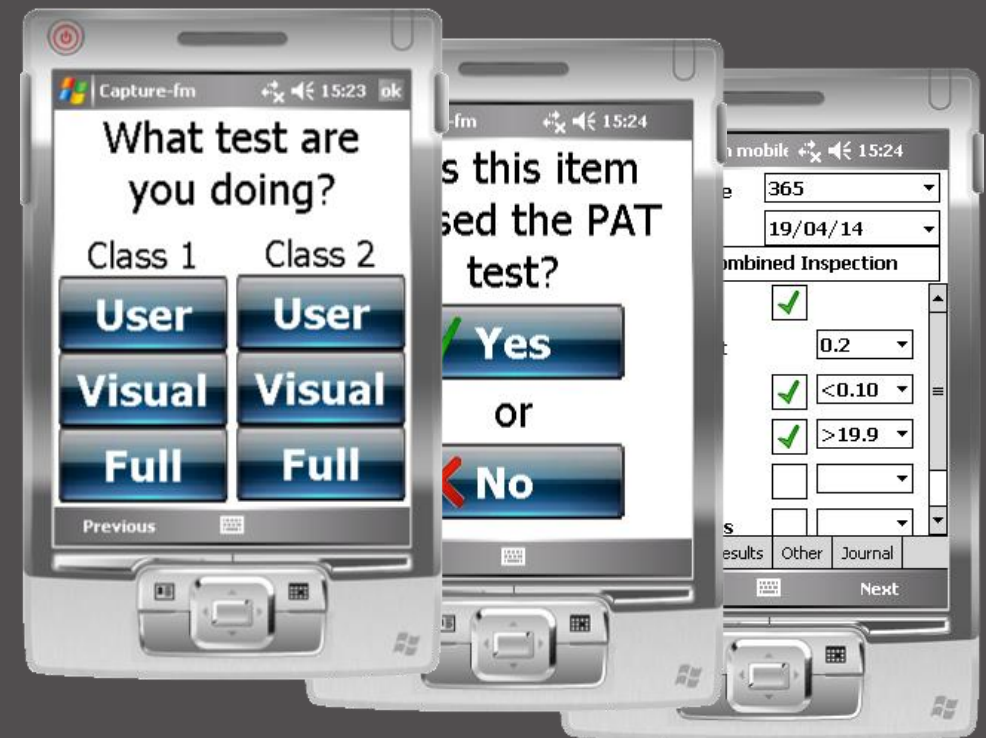 Capture-fm 15:23 ok
What test are
you doing?
Class 1 Class 2
User User
Visual Visual
Full Full
Previous
-fm 15:24
s this item
sed the PAT
test?
Yes
or
No
mobile 15:24
365
19/04/14
mbined Inspection
0.2
<0.10
>19.9
s
esults Other Journal
Next